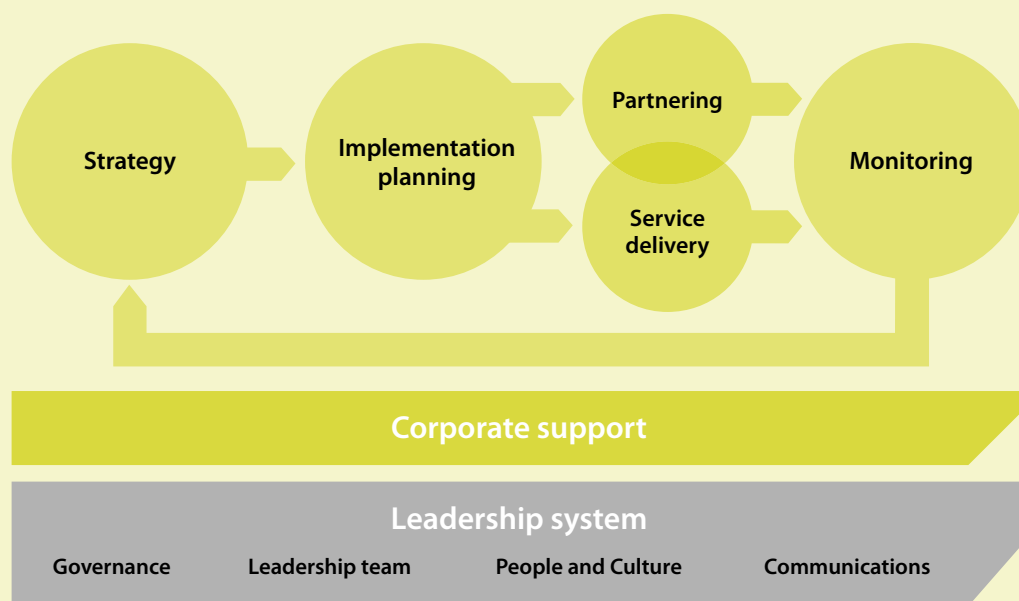 Strategy
Implementation
planning
Partnering
Service
delivery
Monitoring
Corporate support
Leadership system
Governance
Leadership team
People and Culture
Communications